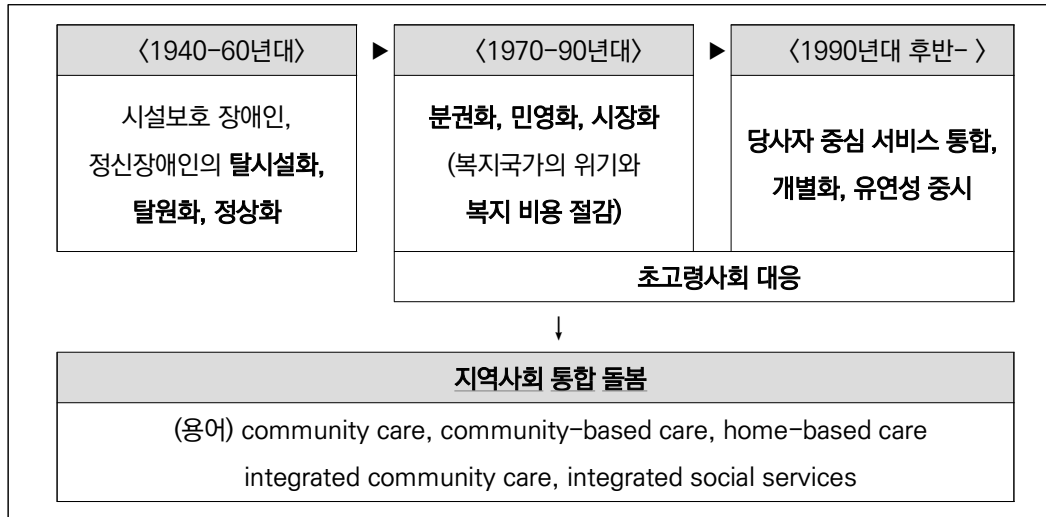 〈1940-60년대〉
▶
〈1970-90년대〉
▶
〈1990년대 후반- 〉
시설보호 장애인,
정신장애인의 탈시설화,
탈원화, 정상화
분권화, 민영화, 시장화
(복지국가의 위기와
복지 비용 절감)
당사자 중심 서비스 통합,
개별화, 유연성 중시
초고령사회 대응
↓
지역사회 통합 돌봄
(용어) community care, community-based care, home-based care
integrated community care, integrated social services